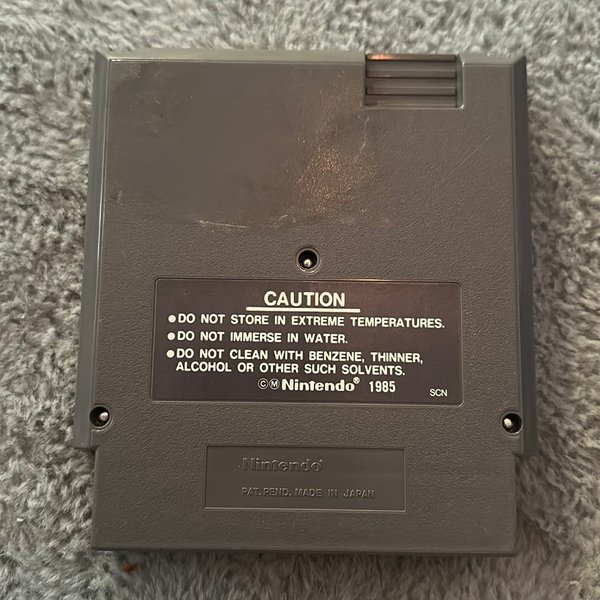 CAUTION
●DO NOT STORE IN EXTREME TEMPERATURES.
●DO NOT IMMERSE IN WATER.
●DO NOT CLEAN WITH BENZENE, THINNER,
ALCOHOL OR OTHER SUCH SOLVENTS.
©Ⓜ Nintendo® 1985
SCN
Nintendo®
PAT. PEND. MADE IN JAPAN